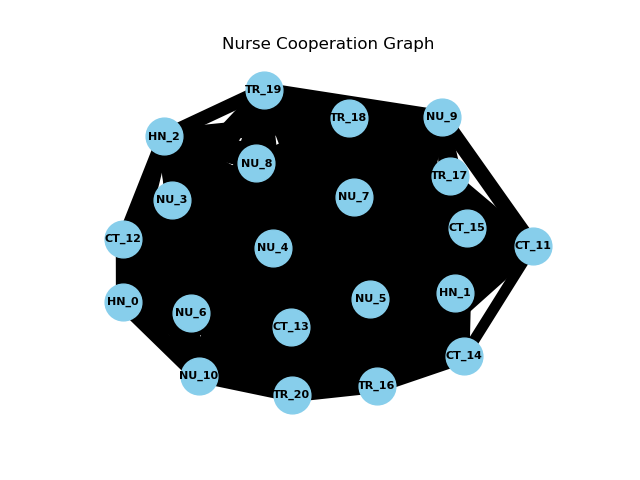 Nurse Cooperation Graph
TR_19
TR_18
NU_9
HN_2
NU_8
TR_17
NU_3
NU_7
CT_15
CT_12
NU_4
CT_11
HN_0
NU_6
NU_5
HN_1
CT_13
CT_14
NU_10
TR_20
TR_16